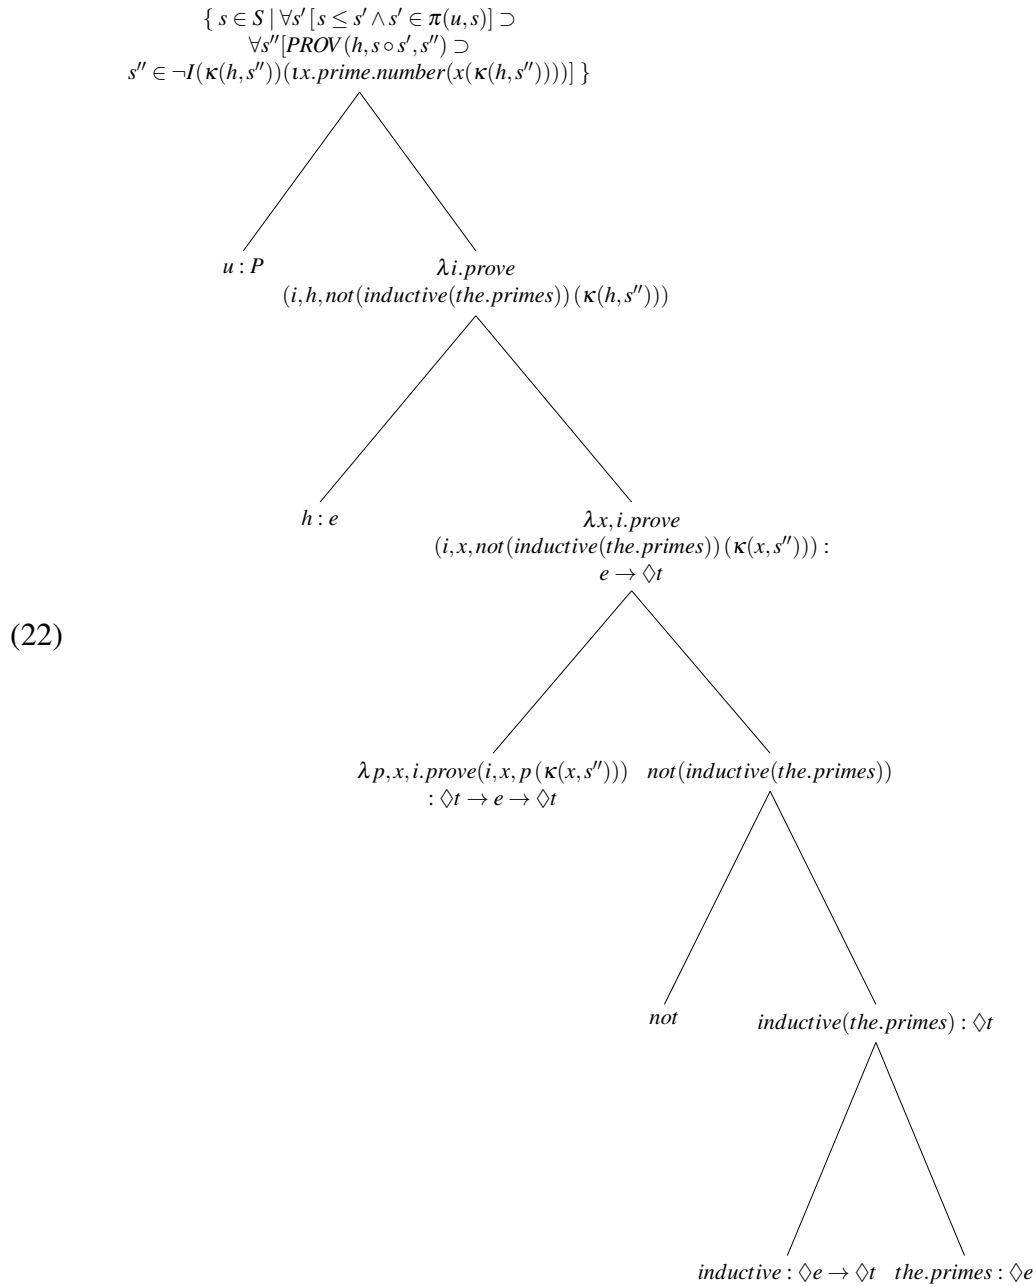 { s ∈ S | ∀s′ [s ≤ s′ ∧ s′ ∈ π(u,s)] ⊃
∀s″[PROV(h,s∘s′,s″) ⊃
s″ ∈ ¬I(κ(h,s″))(ιx.prime.number(x(κ(h,s″))))] }
u : P
λi.prove
(i,h,not(inductive(the.primes))(κ(h,s″)))
h : e
λx,i.prove
(i,x,not(inductive(the.primes))(κ(x,s″))) :
e → ◊t
(22)
λp,x,i.prove(i,x,p(κ(x,s″)))
: ◊t → e → ◊t
not(inductive(the.primes))
not
inductive(the.primes) : ◊t
inductive : ◊e → ◊t
the.primes : ◊e